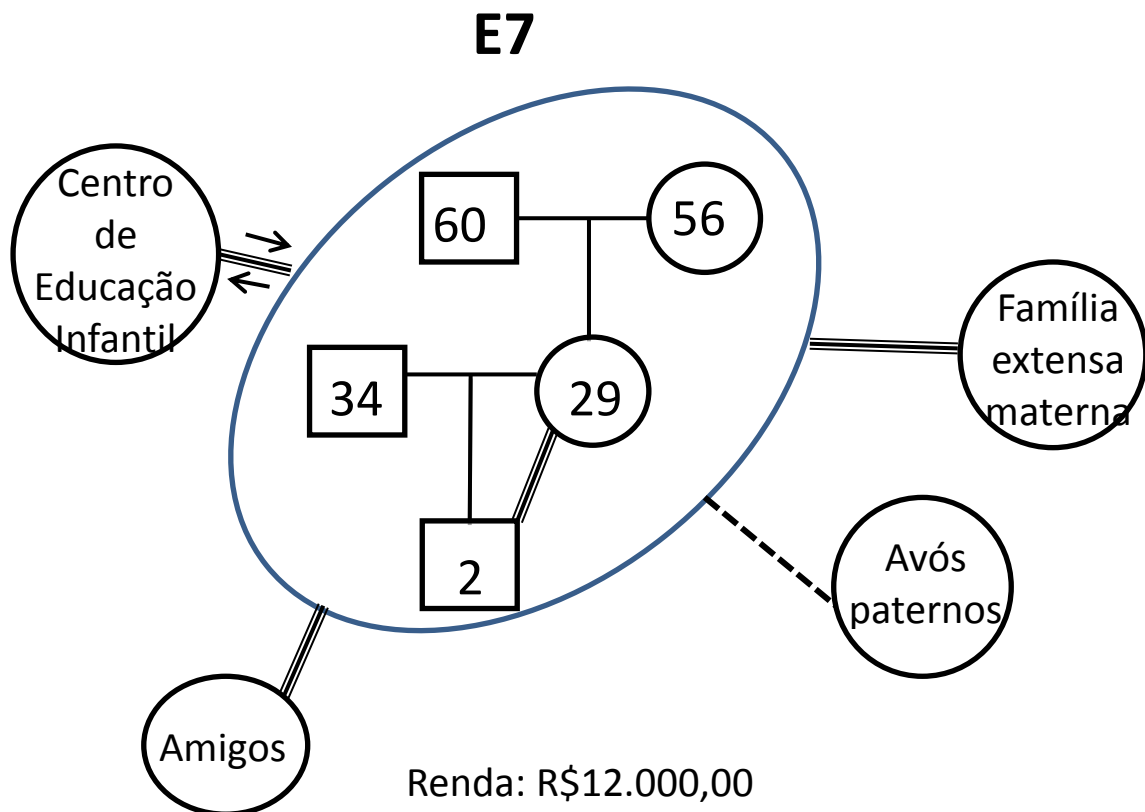 E7
Centro
de
Educação
Infantil
60
56
34
29
2
Família
extensa
materna
Avós
paternos
Amigos
Renda: R$12.000,00